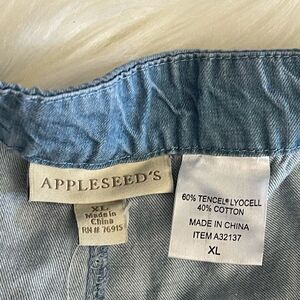 APPLESEED'S
XL
Made in
China
RN# 76915
60% TENCEL® LYOCELL
40% COTTON
MADE IN CHINA
ITEM A32137
XL